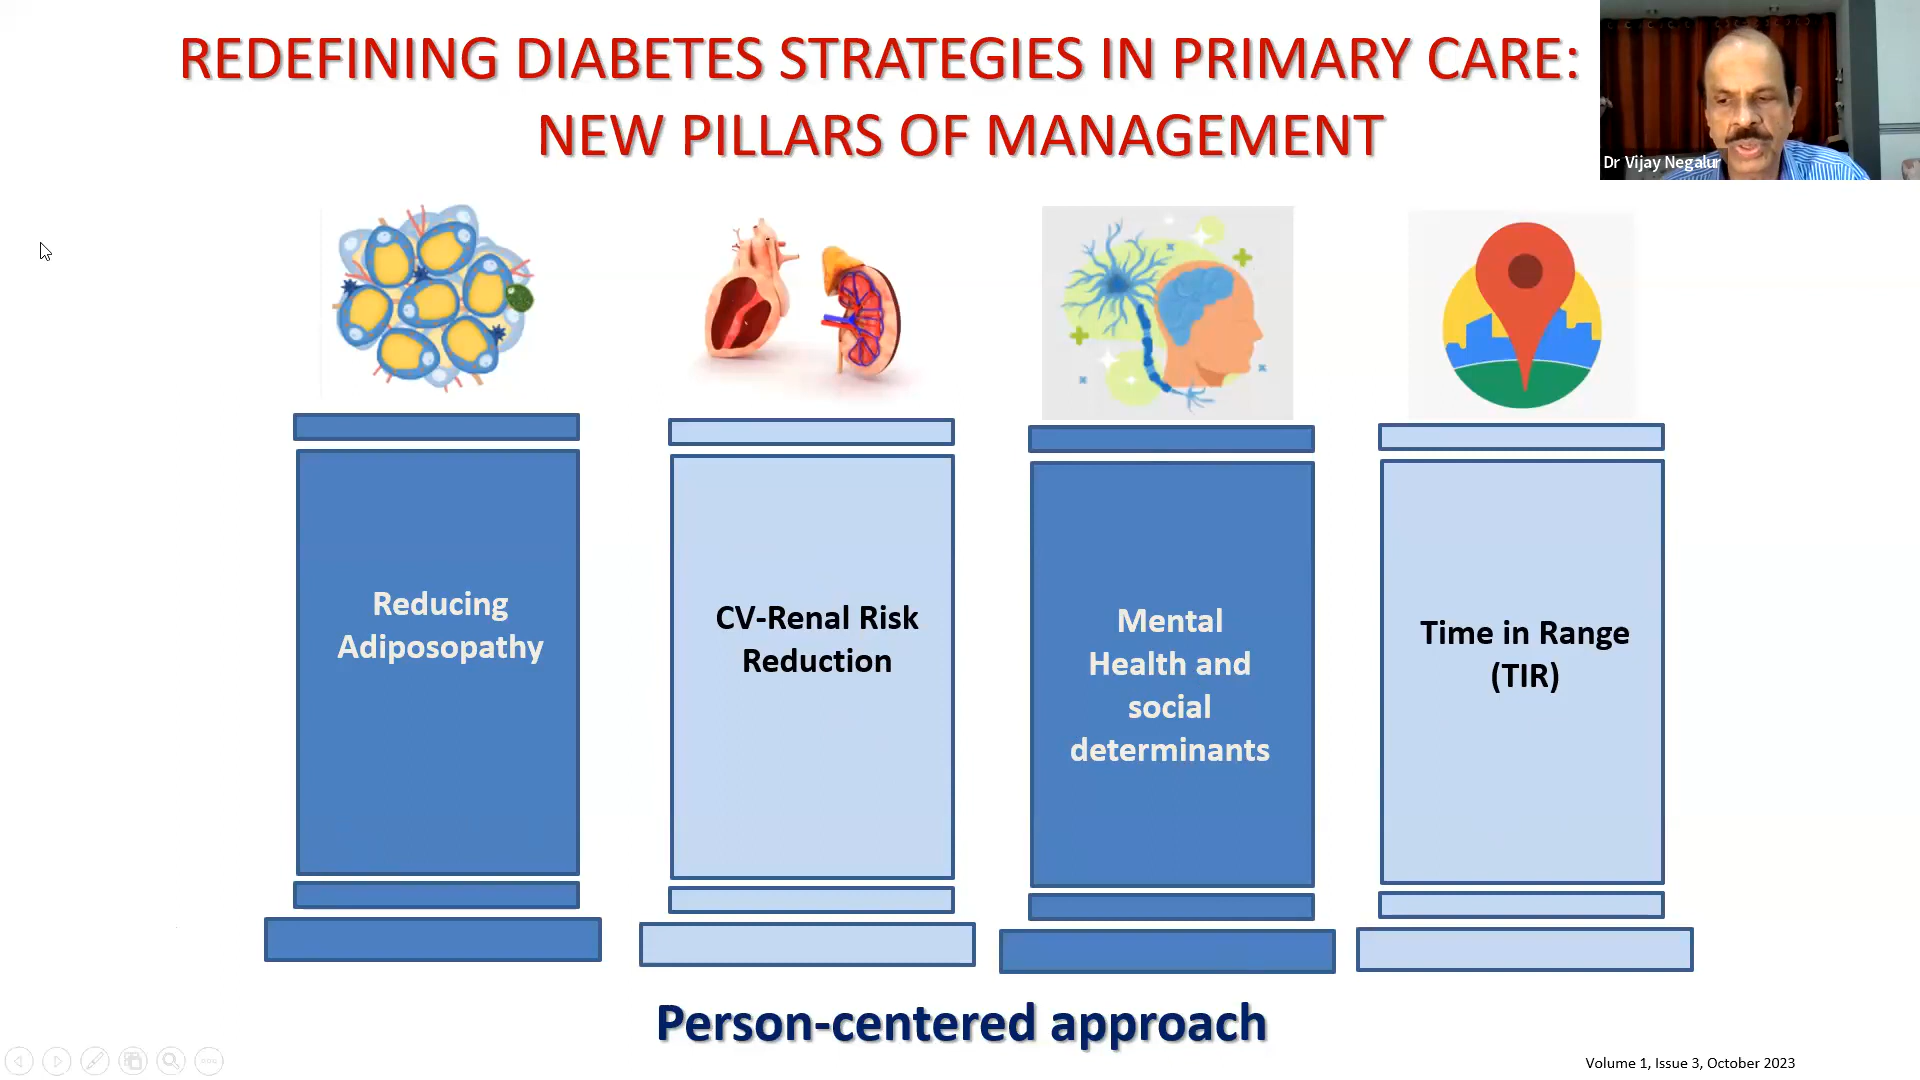 REDEFINING DIABETES STRATEGIES IN PRIMARY CARE:
NEW PILLARS OF MANAGEMENT
Dr Vijay Negalur
Reducing
Adiposopathy
CV-Renal Risk
Reduction
Mental
Health and
social
determinants
Time in Range
(TIR)
Person-centered approach
Volume 1, Issue 3, October 2023